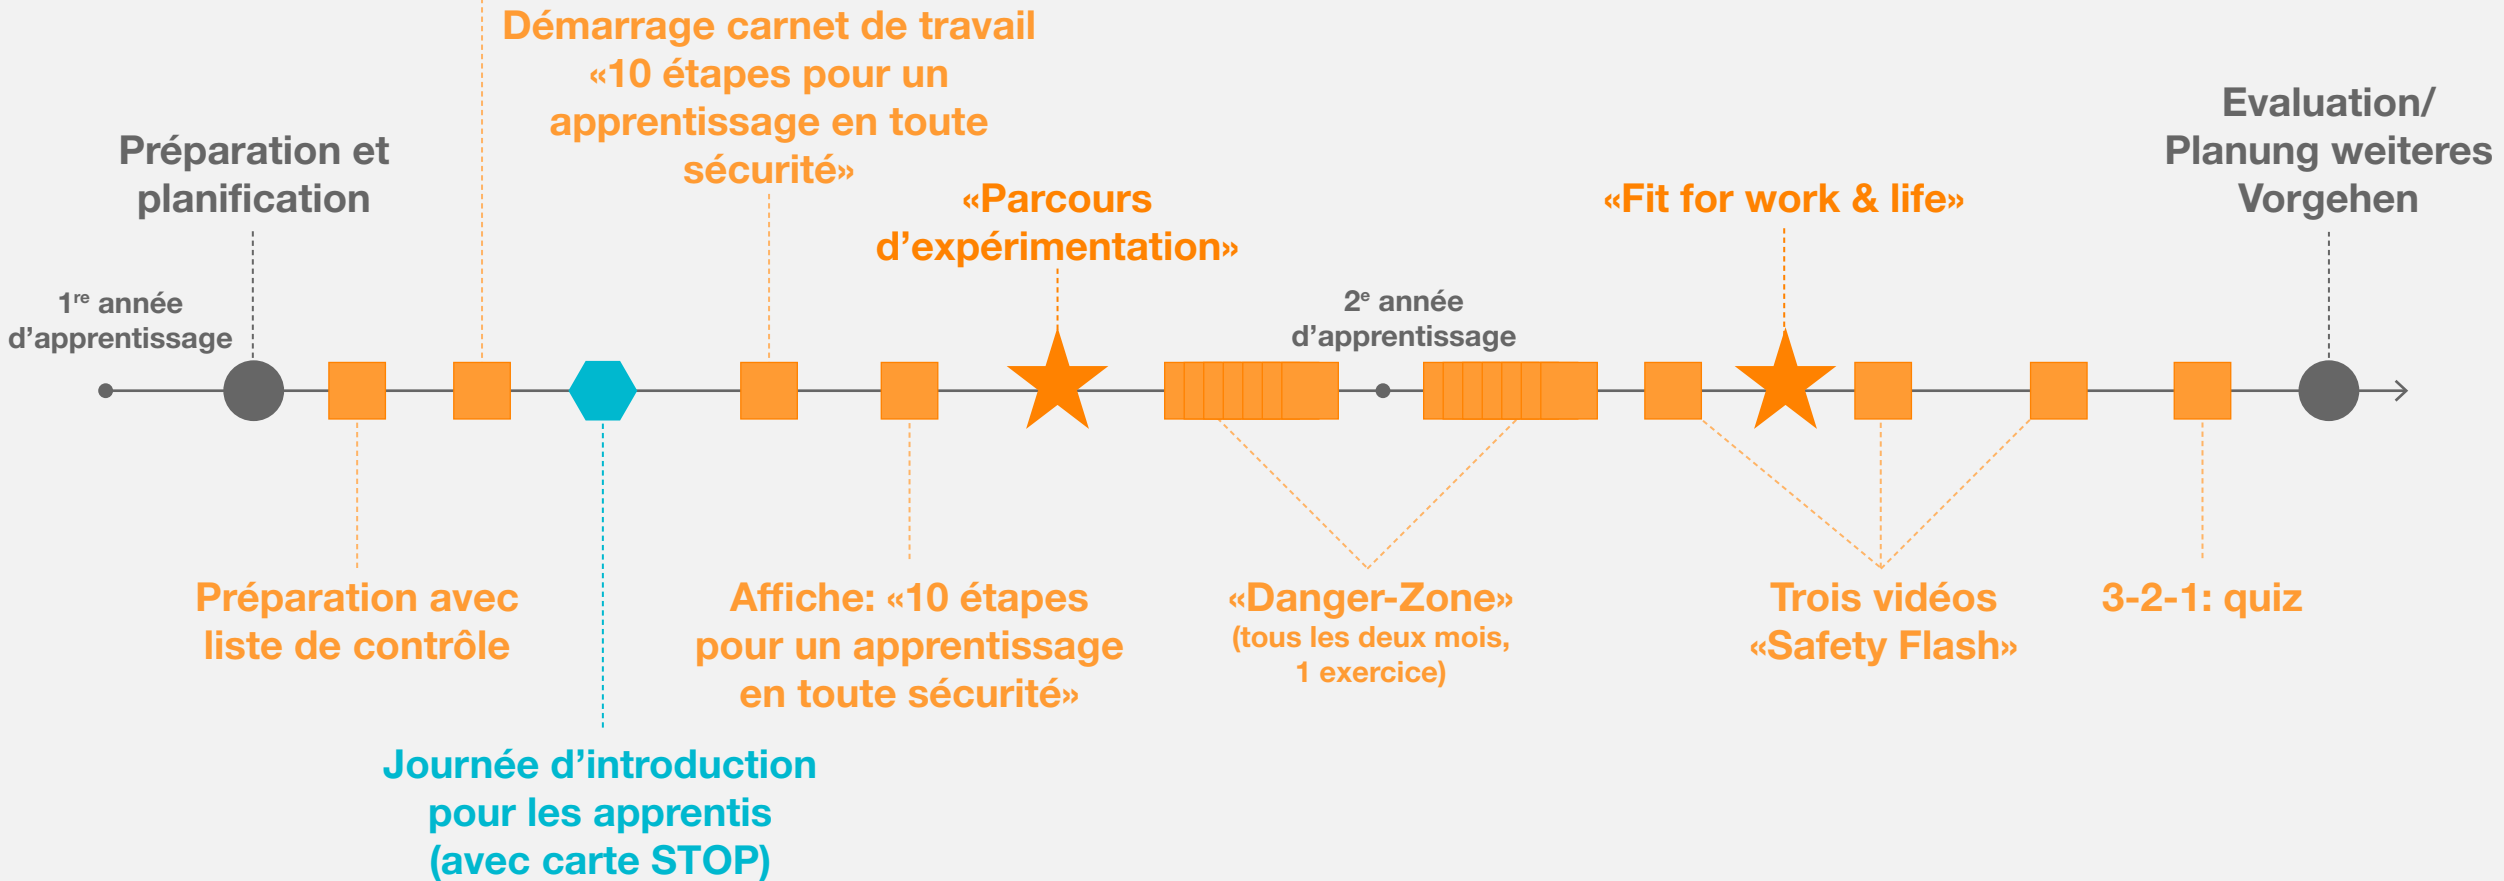 Démarrage carnet de travail
«10 étapes pour un
apprentissage en toute
sécurité»
Préparation et
planification
«Parcours
d’expérimentation»
«Fit for work & life»
Evaluation/
Planung weiteres
Vorgehen
1re année
d’apprentissage
2e année
d’apprentissage
Préparation avec
liste de contrôle
Affiche: «10 étapes
pour un apprentissage
en toute sécurité»
«Danger-Zone»
(tous les deux mois,
1 exercice)
Trois vidéos
«Safety Flash»
3-2-1: quiz
Journée d’introduction
pour les apprentis
(avec carte STOP)